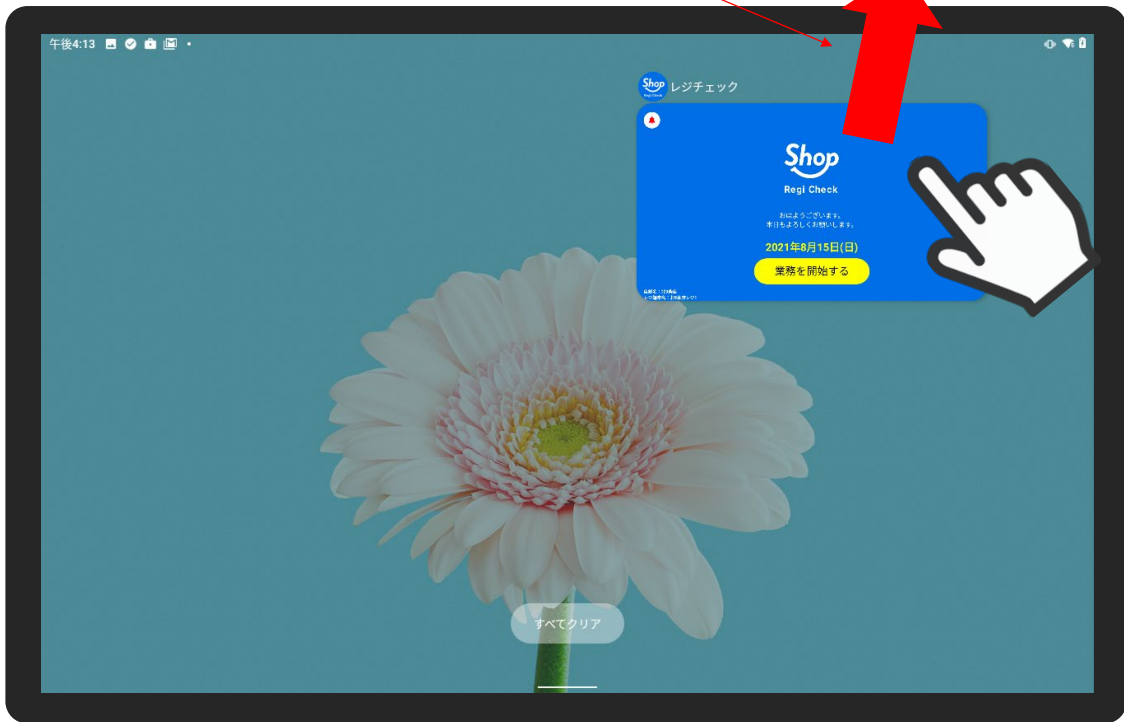 午後4:13
Shop
Regi Check
レジチェック
Shop
Regi Check
おはようございます。
本日もよろしくお願いします。
2021年8月15日(日)
業務を開始する
すべてクリア